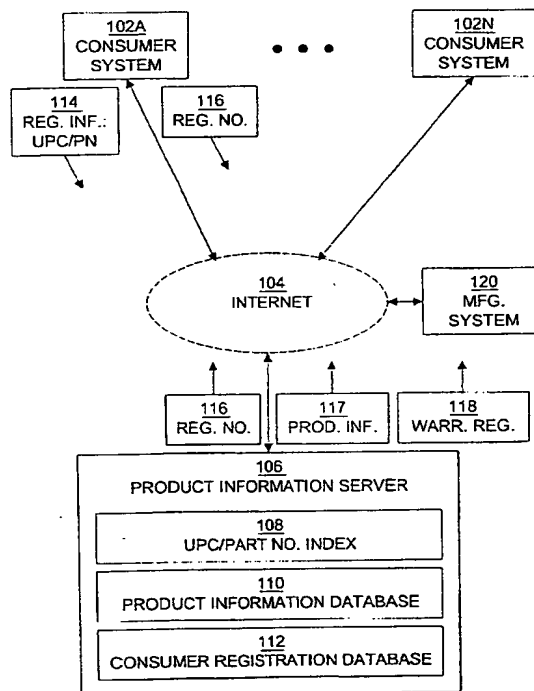 102A
CONSUMER
SYSTEM
102N
CONSUMER
SYSTEM
114
REG. INF.:
UPC/PN
116
REG. NO.
104
INTERNET
120
MFG.
SYSTEM
116
REG. NO.
117
PROD. INF.
118
WARR. REG.
106
PRODUCT INFORMATION SERVER
108
UPC/PART NO. INDEX
110
PRODUCT INFORMATION DATABASE
112
CONSUMER REGISTRATION DATABASE